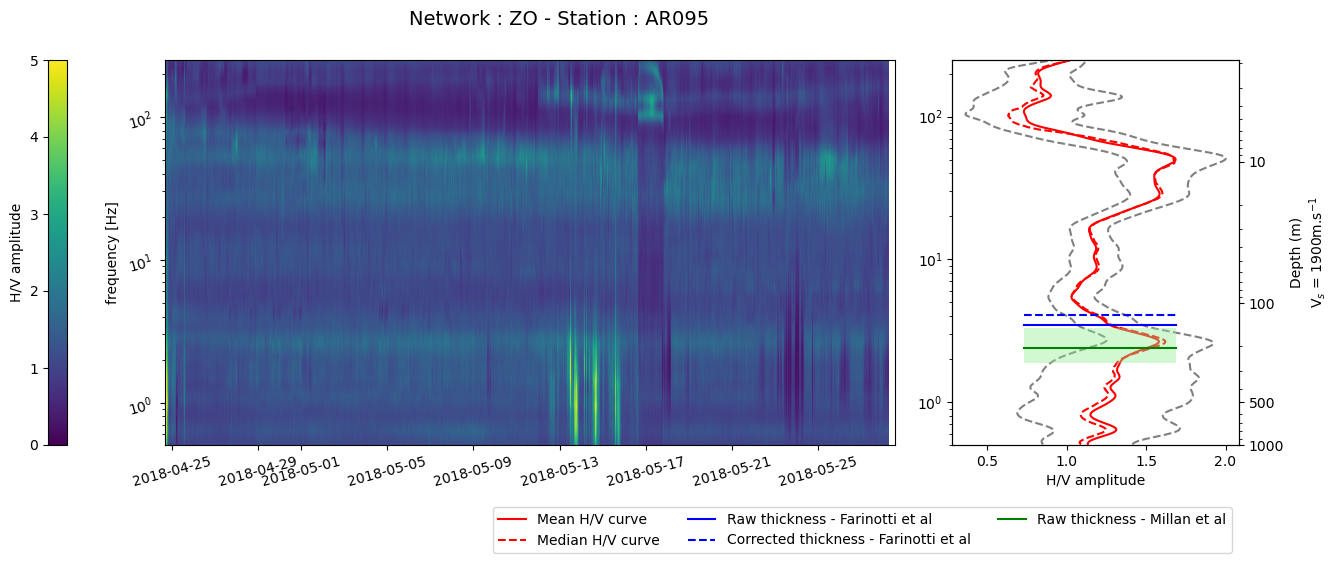 Network : ZO - Station : AR095
5
4
3
2
1
0
H/V amplitude
10²
10¹
10⁰
frequency [Hz]
2018-04-25
2018-04-29
2018-05-01
2018-05-05
2018-05-09
2018-05-13
2018-05-17
2018-05-21
2018-05-25
10²
10¹
10⁰
0.5
1.0
1.5
2.0
H/V amplitude
10
100
500
1000
Depth (m)
Vₛ = 1900m.s⁻¹
Mean H/V curve
Median H/V curve
Raw thickness - Farinotti et al
Corrected thickness - Farinotti et al
Raw thickness - Millan et al